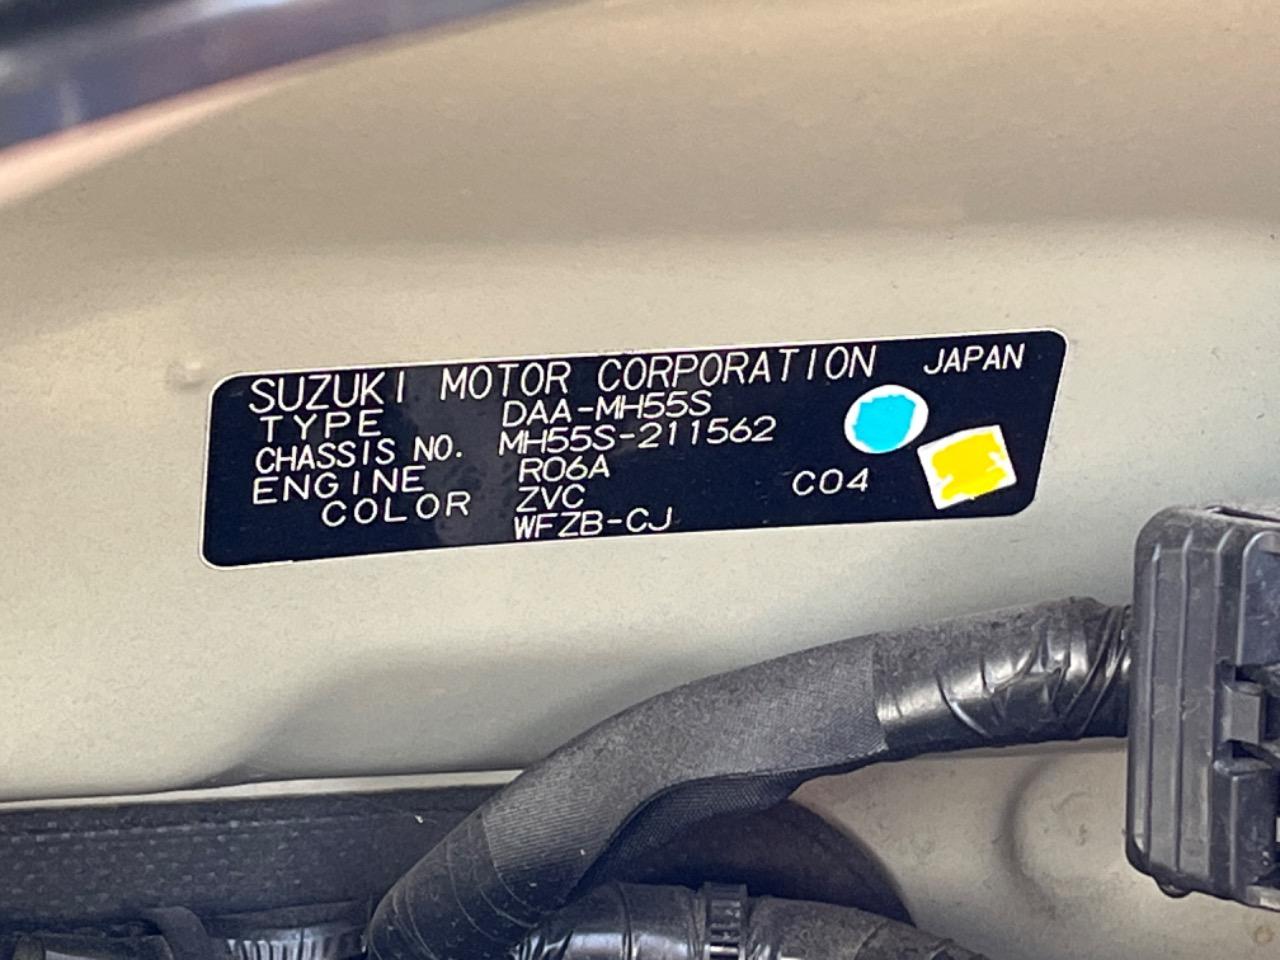 SUZUKI MOTOR CORPORATION JAPAN
TYPE DAA-MH55S
CHASSIS NO. MH55S-211562
ENGINE R06A
COLOR ZVC C04
WFZB-CJ